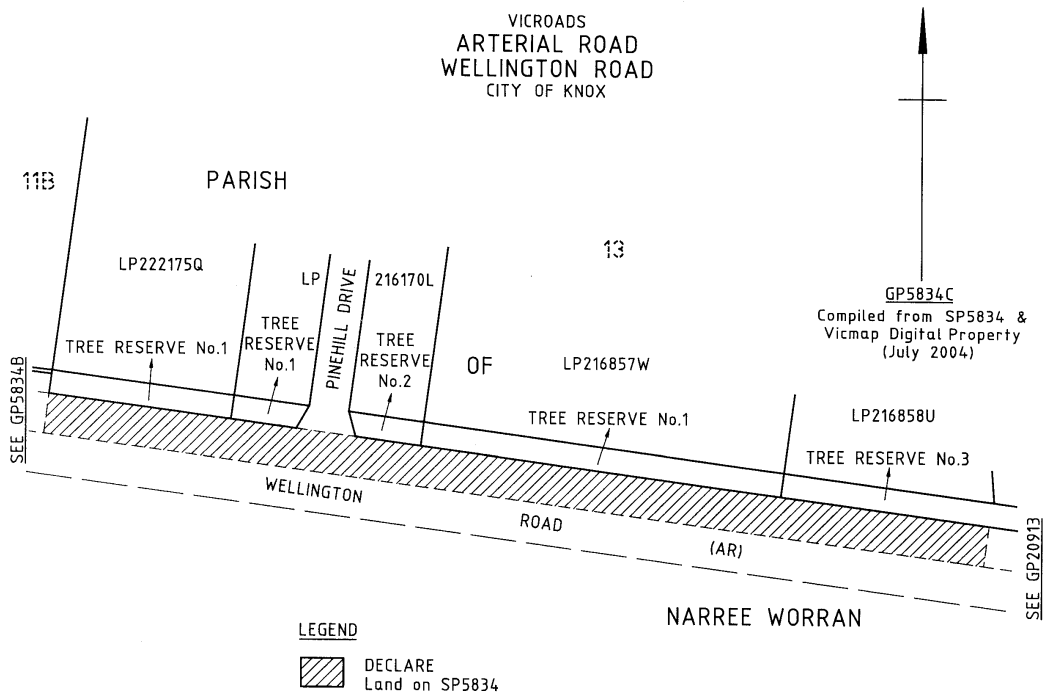 VICROADS
ARTERIAL ROAD
WELLINGTON ROAD
CITY OF KNOX
11B
PARISH
13
LP222175Q
LP
PINEHILL DRIVE
216170L
GP5834C
Compiled from SP5834 &
Vicmap Digital Property
(July 2004)
TREE RESERVE No.1
TREE
RESERVE
No.1
TREE
RESERVE
No.2
OF
LP216857W
SEE GP5834B
TREE RESERVE No.1
LP216858U
TREE RESERVE No.3
WELLINGTON
ROAD
(AR)
SEE GP20913
NARREE WORRAN
LEGEND
DECLARE
Land on SP5834